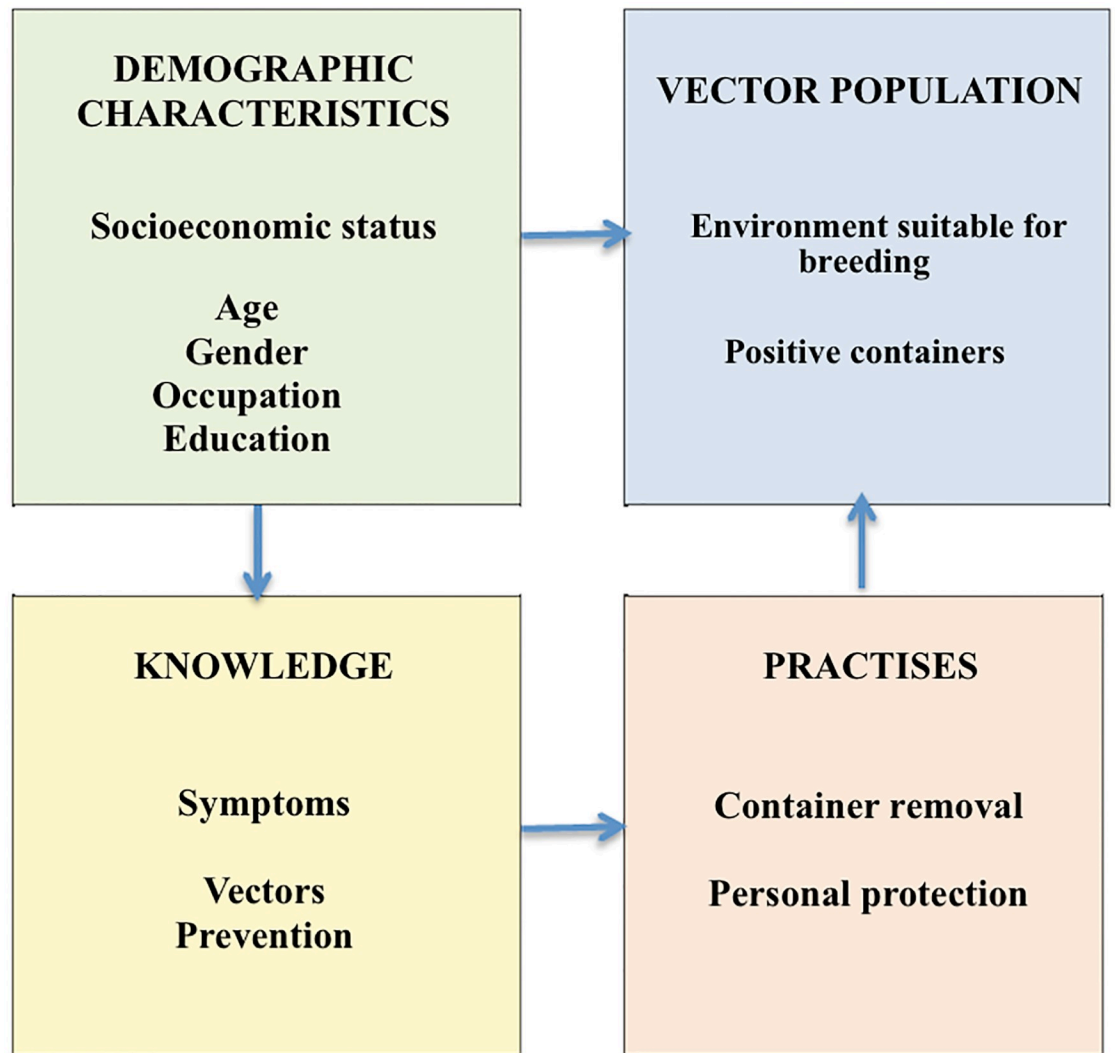 DEMOGRAPHIC
CHARACTERISTICS
Socioeconomic status
Age
Gender
Occupation
Education
VECTOR POPULATION
Environment suitable for
breeding
Positive containers
KNOWLEDGE
Symptoms
Vectors
Prevention
PRACTISES
Container removal
Personal protection